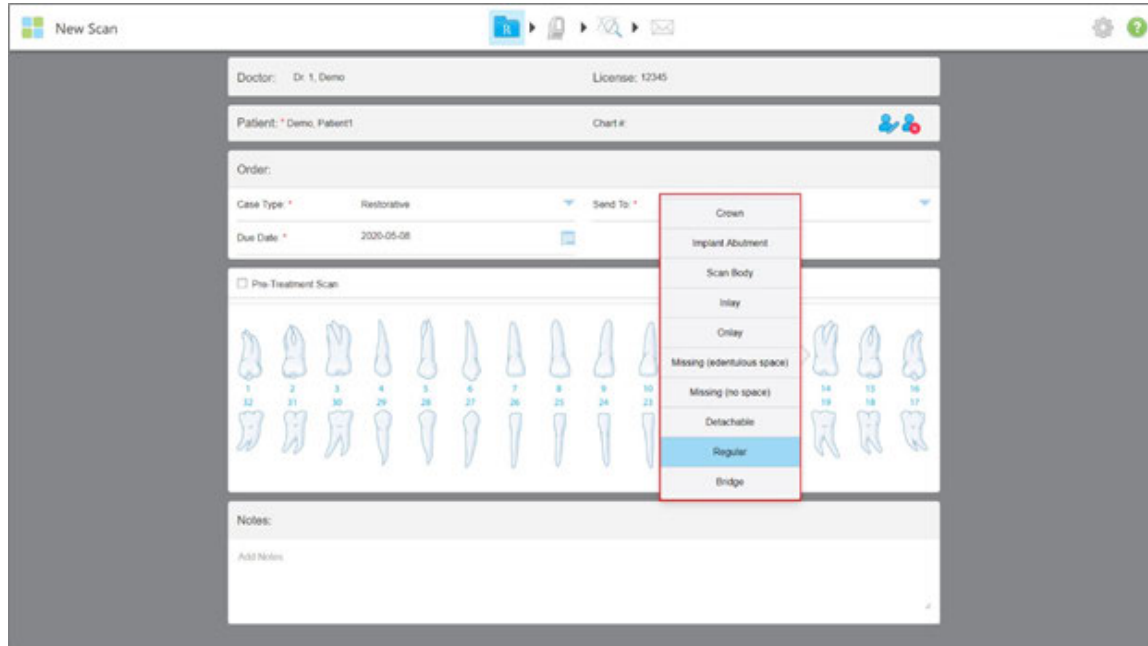 New Scan
R
?
Doctor: Dr. 1, Demo License: 12345
Patient: * Demo, Patient1 Chart #:
Order:
Case Type: * Restorative Send To: *
Due Date: * 2020-05-08
Crown
Implant Abutment
Scan Body
Inlay
Onlay
Missing (edentulous space)
Missing (no space)
Detachable
Regular
Bridge
Pre-Treatment Scan
1 2 3 4 5 6 7 8 9 10 14 15 16
32 31 30 29 28 27 26 25 24 23 19 18 17
Notes:
Add Notes